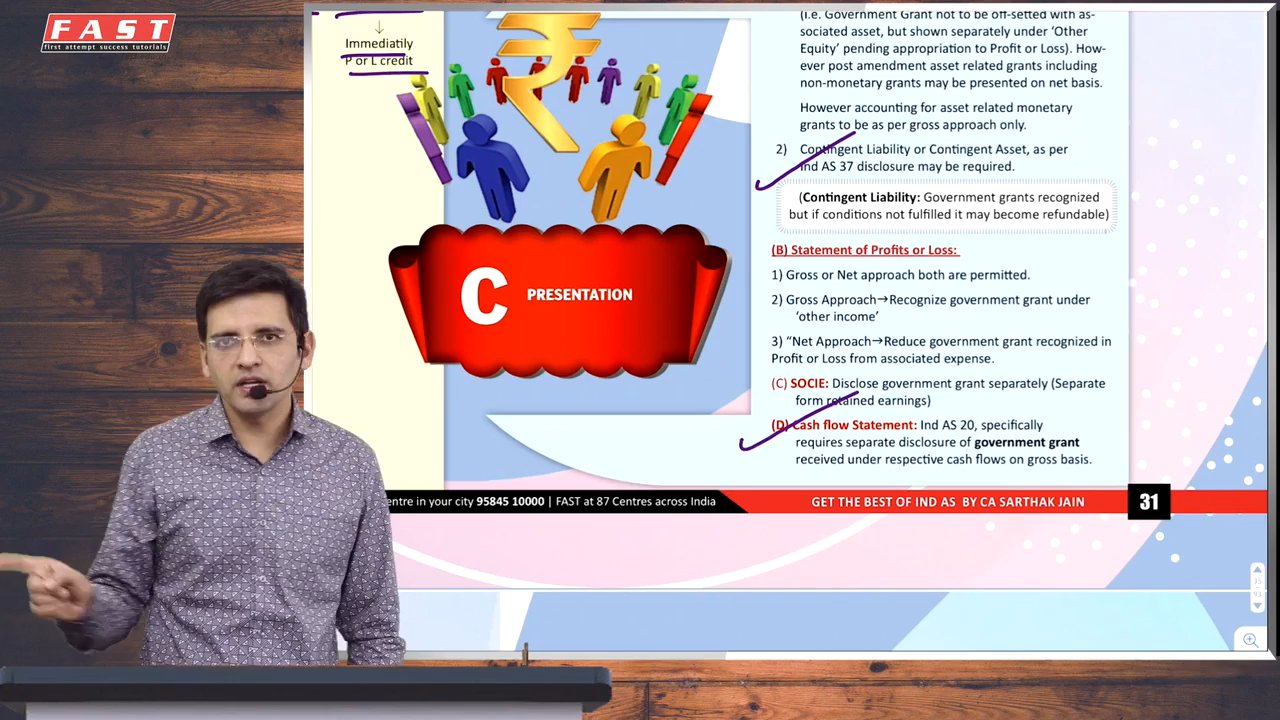 FAST
first attempt success tutorials
↓
Immediatily
P or L credit
(i.e. Government Grant not to be off-setted with as-
sociated asset, but shown separately under ‘Other
Equity’ pending appropriation to Profit or Loss). How-
ever post amendment asset related grants including
non-monetary grants may be presented on net basis.
However accounting for asset related monetary
grants to be as per gross approach only.
2) Contingent Liability or Contingent Asset, as per
Ind AS 37 disclosure may be required.
(Contingent Liability: Government grants recognized
but if conditions not fulfilled it may become refundable)
(B) Statement of Profits or Loss:
1) Gross or Net approach both are permitted.
2) Gross Approach→Recognize government grant under
‘other income’
3) “Net Approach→Reduce government grant recognized in
Profit or Loss from associated expense.
(C) SOCIE: Disclose government grant separately (Separate
form retained earnings)
(D) Cash flow Statement: Ind AS 20, specifically
requires separate disclosure of government grant
received under respective cash flows on gross basis.
₹
C PRESENTATION
entre in your city 95845 10000 | FAST at 87 Centres across India
GET THE BEST OF IND AS BY CA SARTHAK JAIN
31